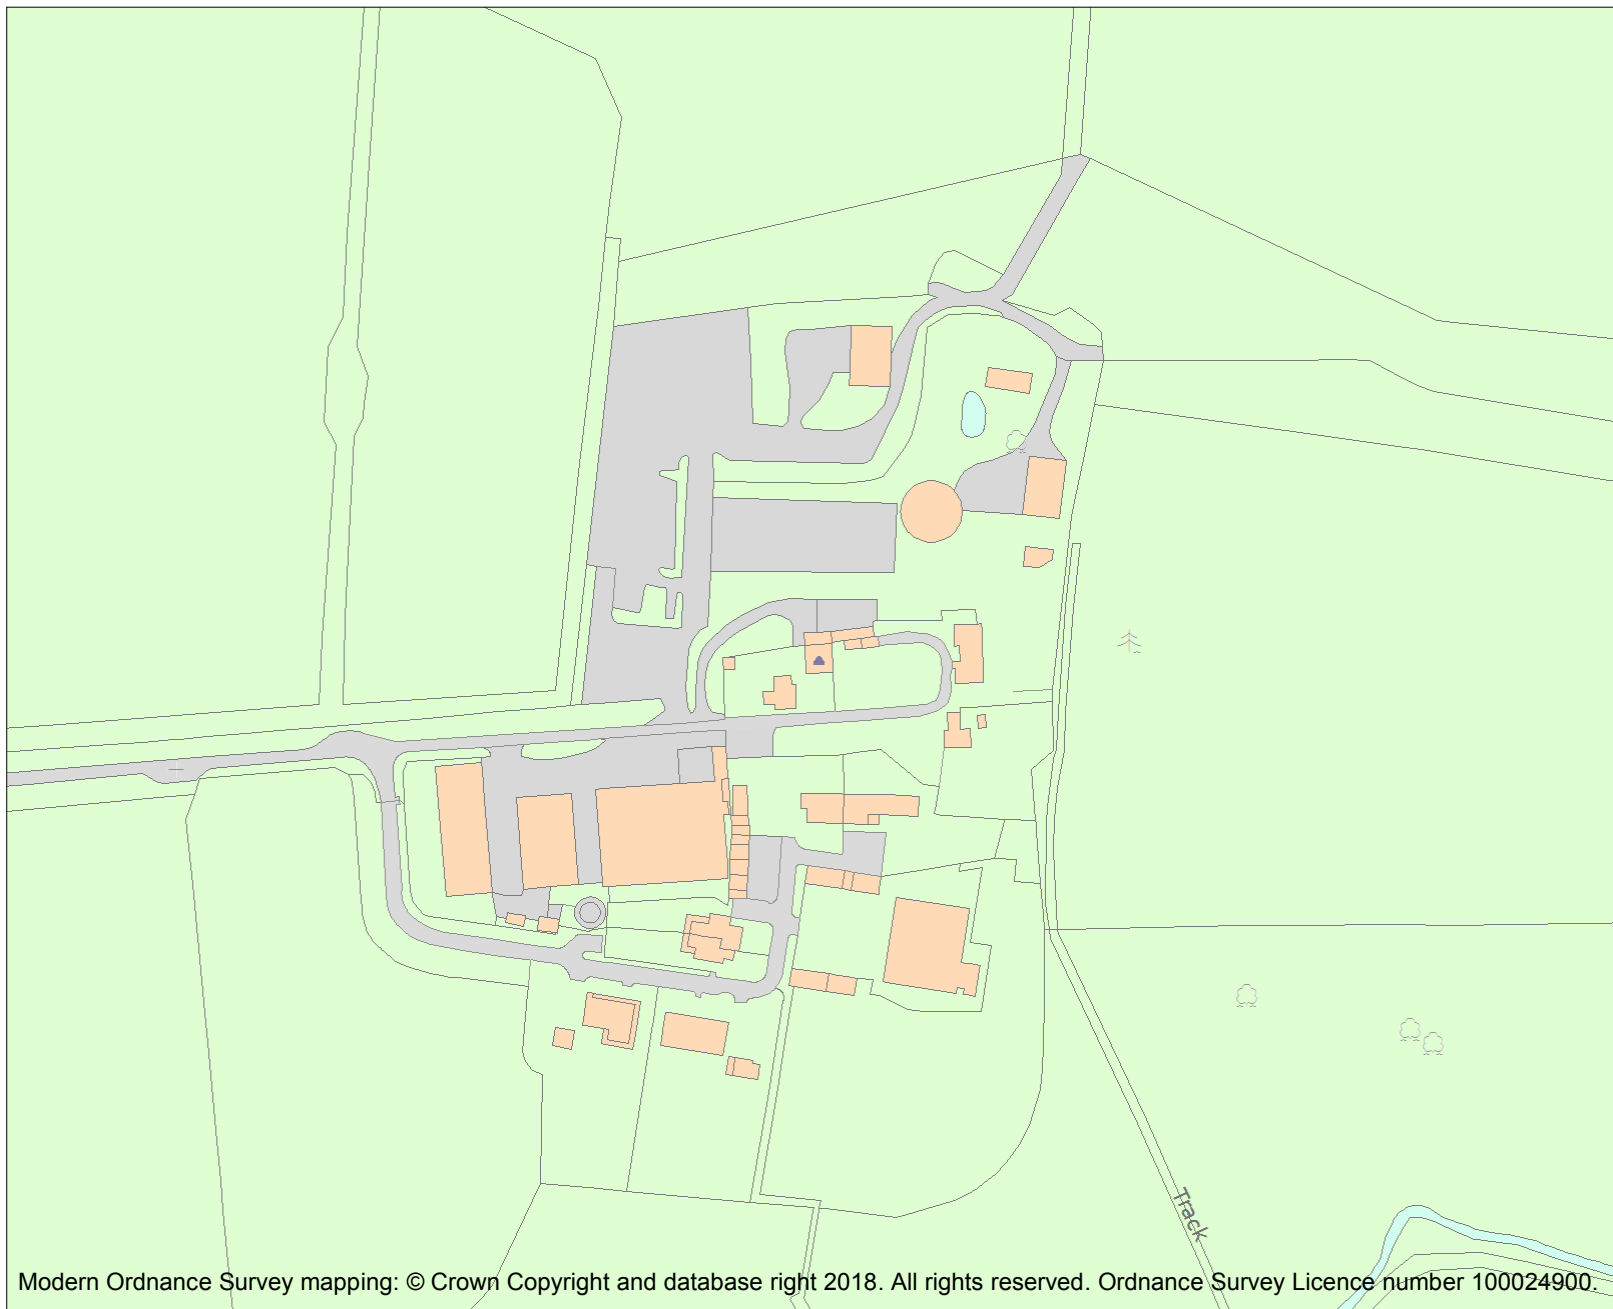 Track
Modern Ordnance Survey mapping: © Crown Copyright and database right 2018. All rights reserved. Ordnance Survey Licence number 100024900.